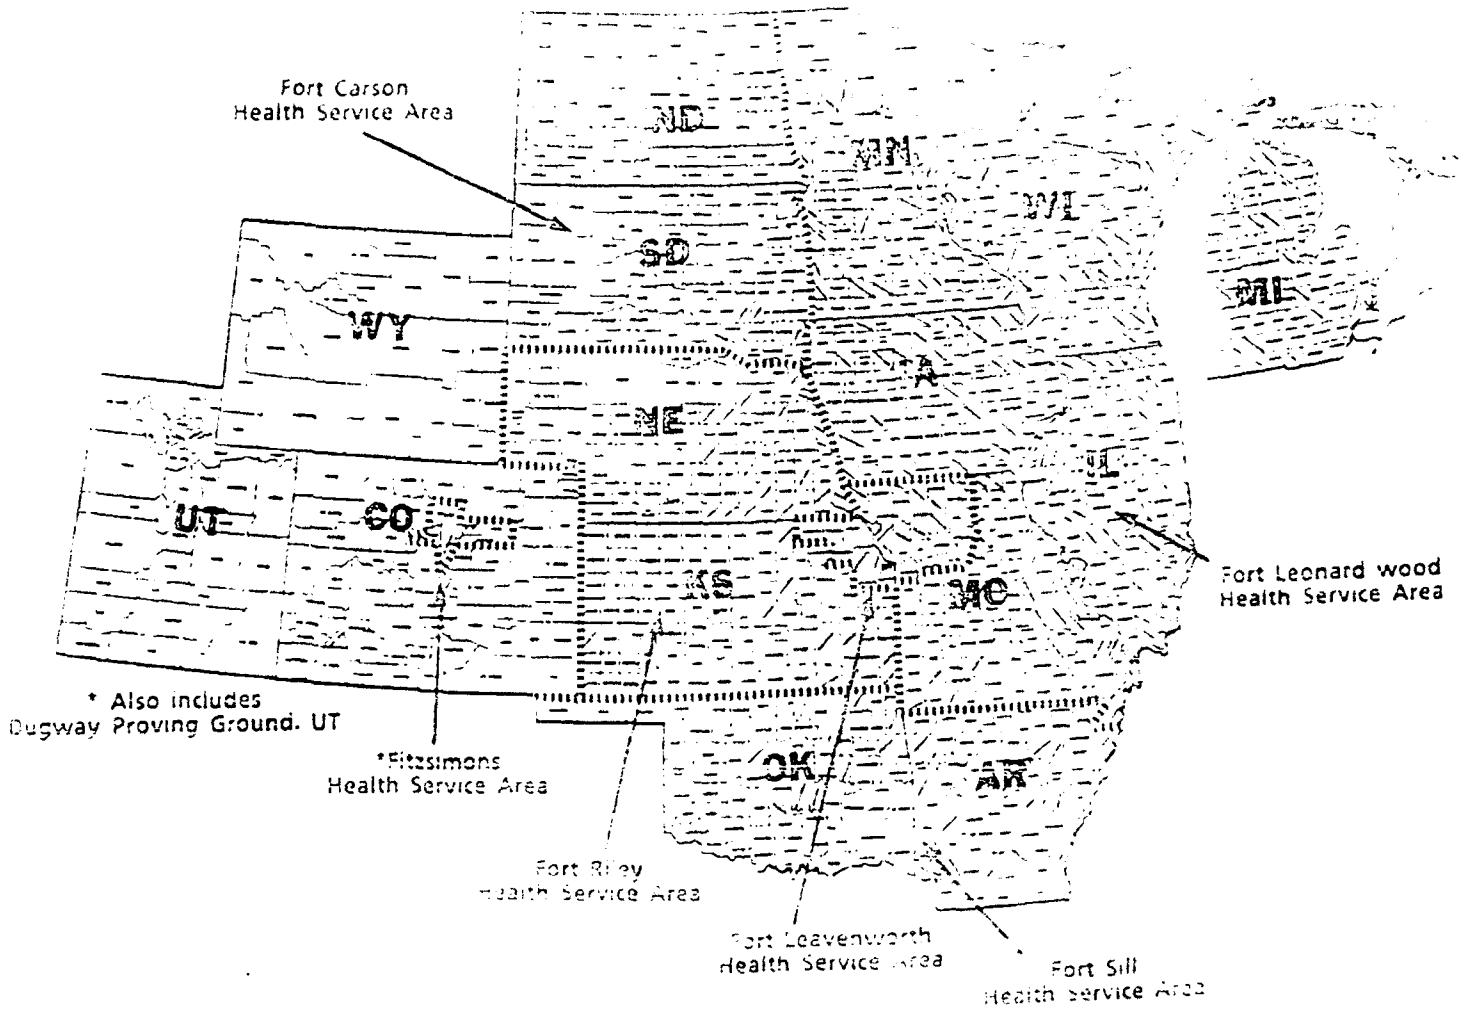 Fort Carson
Health Service Area
ND
MN
WI
SD
MI
WY
NE
IL
UT
CO
KS
MO
Fort Leonard Wood
Health Service Area
* Also includes
Dugway Proving Ground. UT
*Fitzsimons
Health Service Area
OK
AR
Fort Riley
Health Service Area
Fort Leavenworth
Health Service Area
Fort Sill
Health Service Area